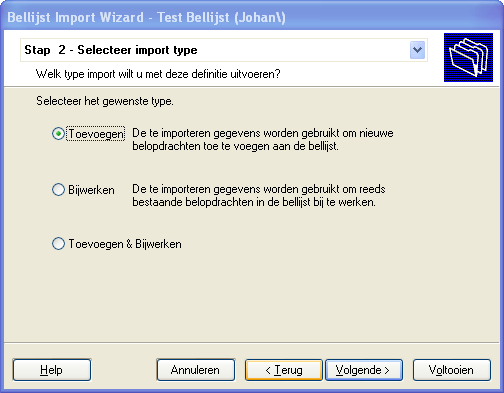 Bellijst Import Wizard - Test Bellijst (Johan\)
Stap 2 - Selecteer import type
Welk type import wilt u met deze definitie uitvoeren?
Selecteer het gewenste type.
Toevoegen De te importeren gegevens worden gebruikt om nieuwe
belopdrachten toe te voegen aan de bellijst.
Bijwerken De te importeren gegevens worden gebruikt om reeds
bestaande belopdrachten in de bellijst bij te werken.
Toevoegen & Bijwerken
Help Annuleren < Terug Volgende > Voltooien